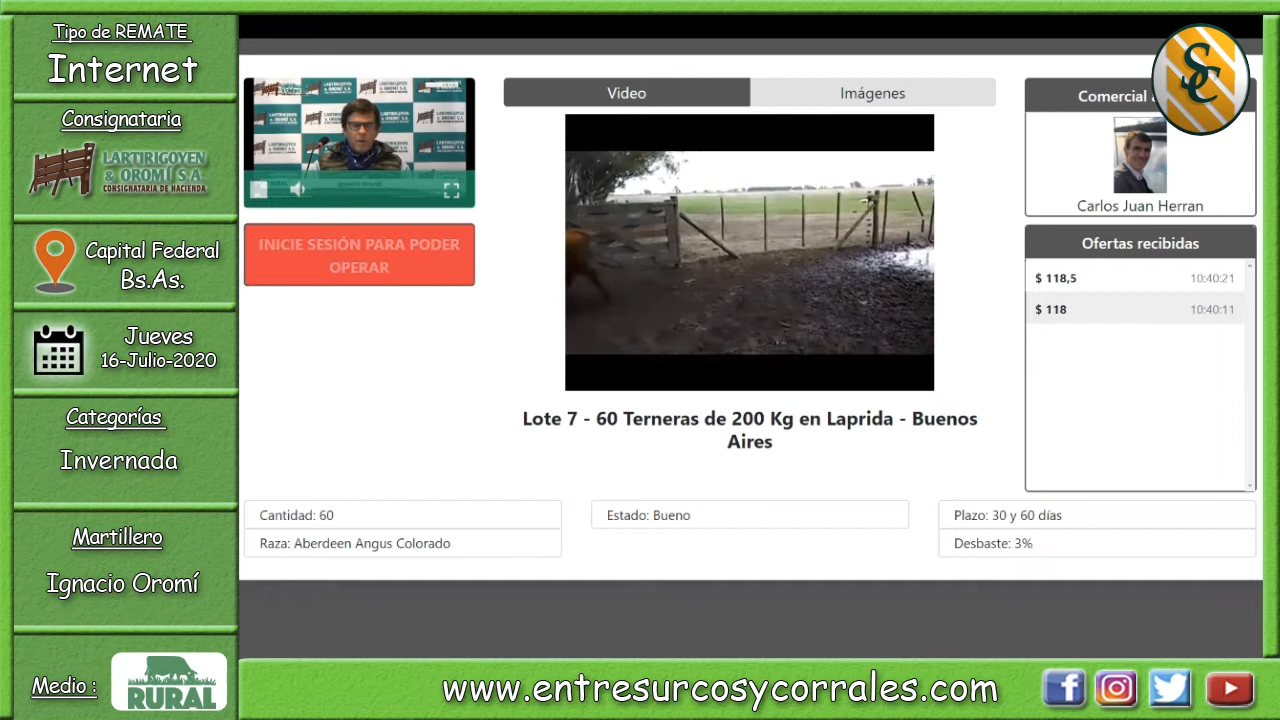 Tipo de REMATE
Internet
Consignataria
LARTIRIGOYEN
& OROMÍ S.A.
CONSIGNATARIA DE HACIENDA
Capital Federal
Bs.As.
Jueves
16-Julio-2020
Categorías
Invernada
Martillero
Ignacio Oromí
Medio :
RURAL
INICIE SESIÓN PARA PODER
OPERAR
Video
Imágenes
Lote 7 - 60 Terneras de 200 Kg en Laprida - Buenos
Aires
Comercial
SC
Carlos Juan Herran
Ofertas recibidas
$ 118,5 10:40:21
$ 118 10:40:11
Cantidad: 60
Raza: Aberdeen Angus Colorado
Estado: Bueno
Plazo: 30 y 60 días
Desbaste: 3%
www.entresurcosycorrales.com